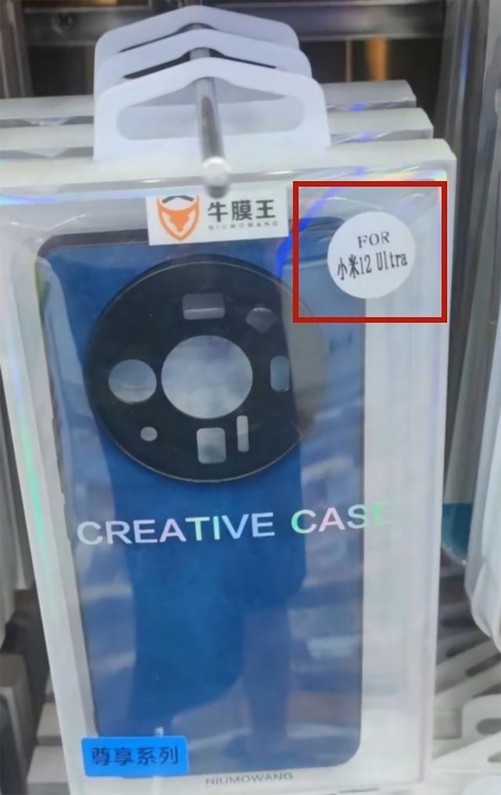 牛膜王
NIUMOWANG
FOR
小米12 Ultra
CREATIVE CASE
尊享系列
NIUMOWANG